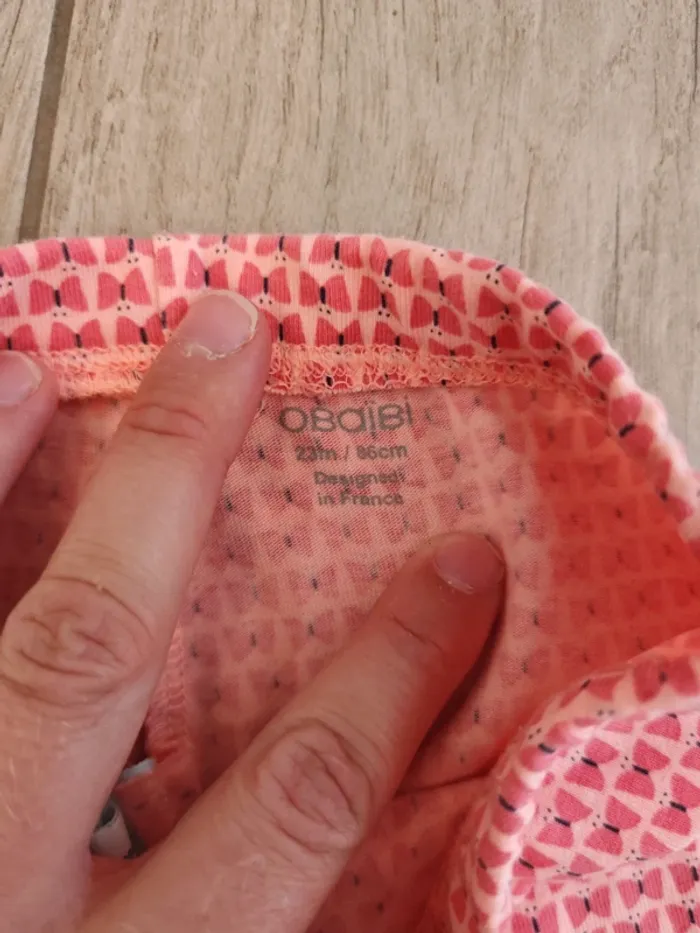 OBAIBI
23m / 86cm
Designed
in France